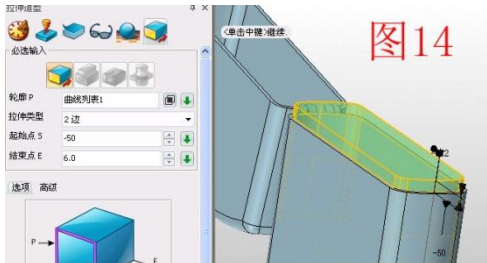 拉伸造型
必选输入
轮廓 P 曲线列表1
拉伸类型 2 边
起始点 S -50
结束点 E 6.0
选项 高级
P
E
<单击中键>继续.
图14
2
-50